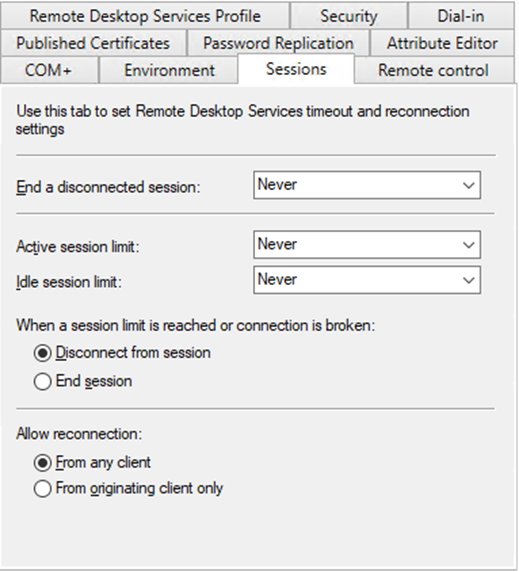 Remote Desktop Services Profile Security Dial-in
Published Certificates Password Replication Attribute Editor
COM+ Environment Sessions Remote control
Use this tab to set Remote Desktop Services timeout and reconnection
settings
End a disconnected session: Never
Active session limit: Never
Idle session limit: Never
When a session limit is reached or connection is broken:
Disconnect from session
End session
Allow reconnection:
From any client
From originating client only